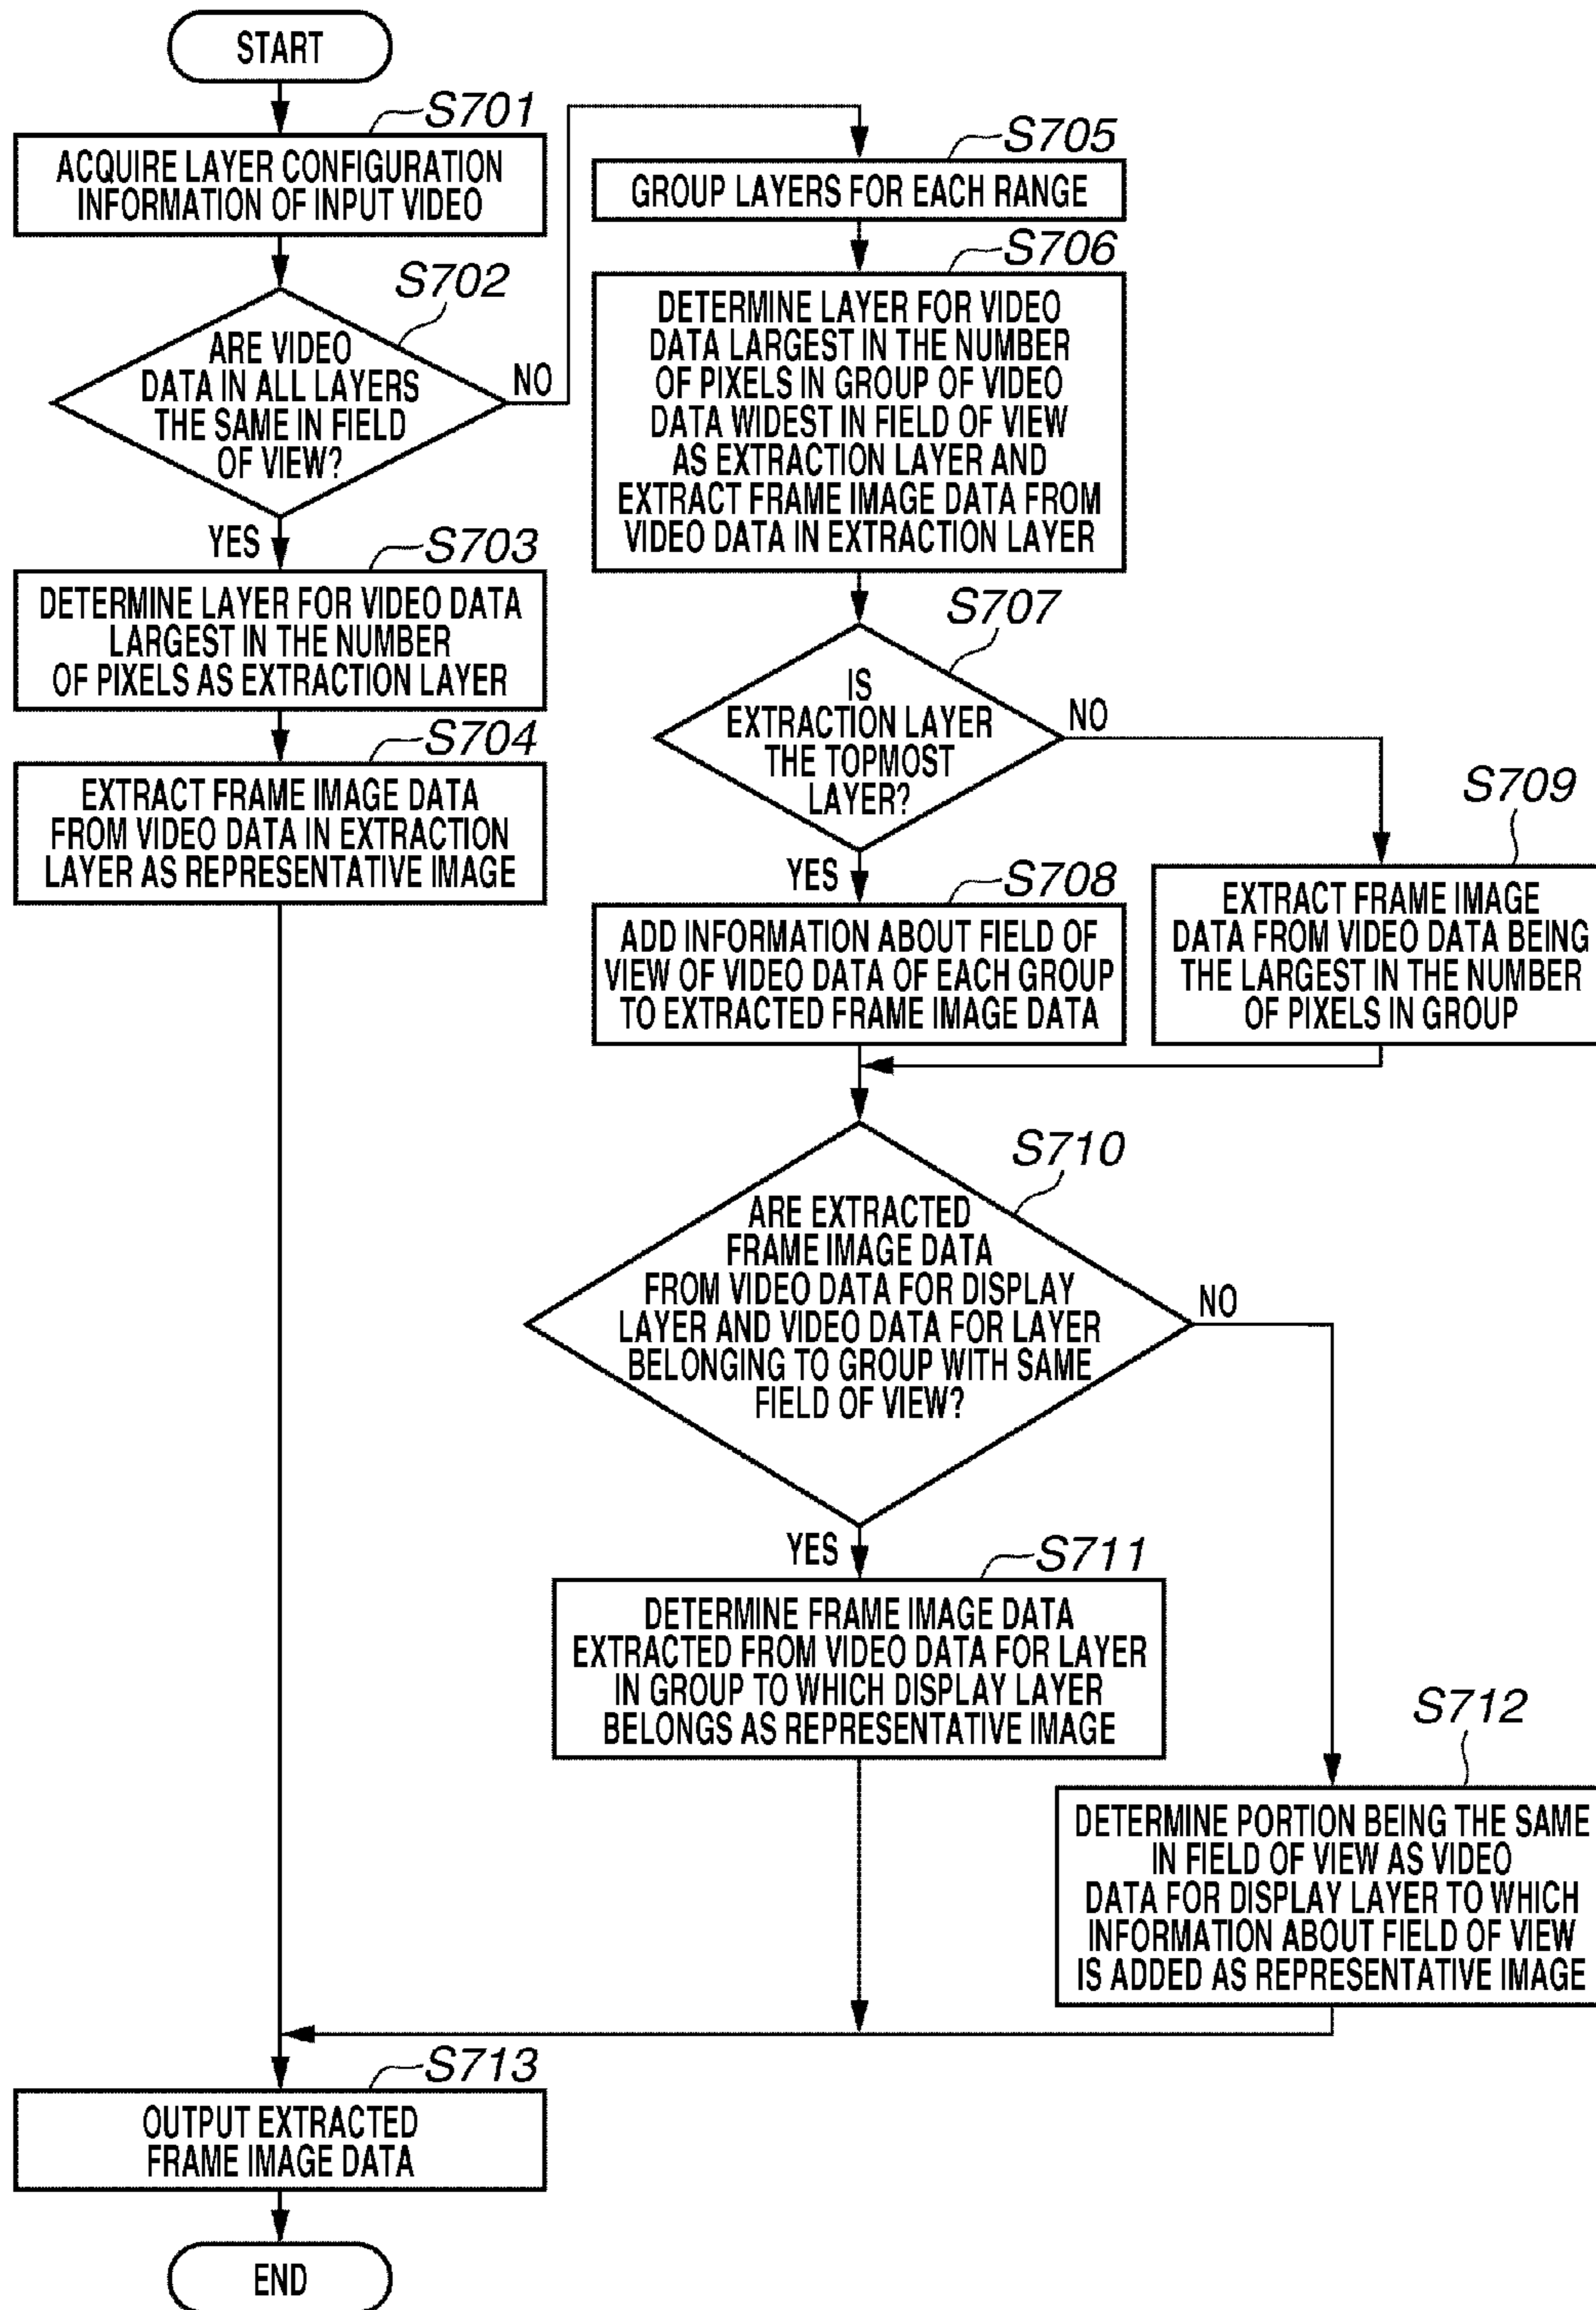 START
S701
ACQUIRE LAYER CONFIGURATION
INFORMATION OF INPUT VIDEO
S702
ARE VIDEO
DATA IN ALL LAYERS
THE SAME IN FIELD
OF VIEW?
NO
YES
S703
DETERMINE LAYER FOR VIDEO DATA
LARGEST IN THE NUMBER
OF PIXELS AS EXTRACTION LAYER
S704
EXTRACT FRAME IMAGE DATA
FROM VIDEO DATA IN EXTRACTION
LAYER AS REPRESENTATIVE IMAGE
S705
GROUP LAYERS FOR EACH RANGE
S706
DETERMINE LAYER FOR VIDEO
DATA LARGEST IN THE NUMBER
OF PIXELS IN GROUP OF VIDEO
DATA WIDEST IN FIELD OF VIEW
AS EXTRACTION LAYER AND
EXTRACT FRAME IMAGE DATA FROM
VIDEO DATA IN EXTRACTION LAYER
S707
IS
EXTRACTION LAYER
THE TOPMOST
LAYER?
NO
YES
S708
ADD INFORMATION ABOUT FIELD OF
VIEW OF VIDEO DATA OF EACH GROUP
TO EXTRACTED FRAME IMAGE DATA
S709
EXTRACT FRAME IMAGE
DATA FROM VIDEO DATA BEING
THE LARGEST IN THE NUMBER
OF PIXELS IN GROUP
S710
ARE EXTRACTED
FRAME IMAGE DATA
FROM VIDEO DATA FOR DISPLAY
LAYER AND VIDEO DATA FOR LAYER
BELONGING TO GROUP WITH SAME
FIELD OF VIEW?
NO
YES
S711
DETERMINE FRAME IMAGE DATA
EXTRACTED FROM VIDEO DATA FOR LAYER
IN GROUP TO WHICH DISPLAY LAYER
BELONGS AS REPRESENTATIVE IMAGE
S712
DETERMINE PORTION BEING THE SAME
IN FIELD OF VIEW AS VIDEO
DATA FOR DISPLAY LAYER TO WHICH
INFORMATION ABOUT FIELD OF VIEW
IS ADDED AS REPRESENTATIVE IMAGE
S713
OUTPUT EXTRACTED
FRAME IMAGE DATA
END